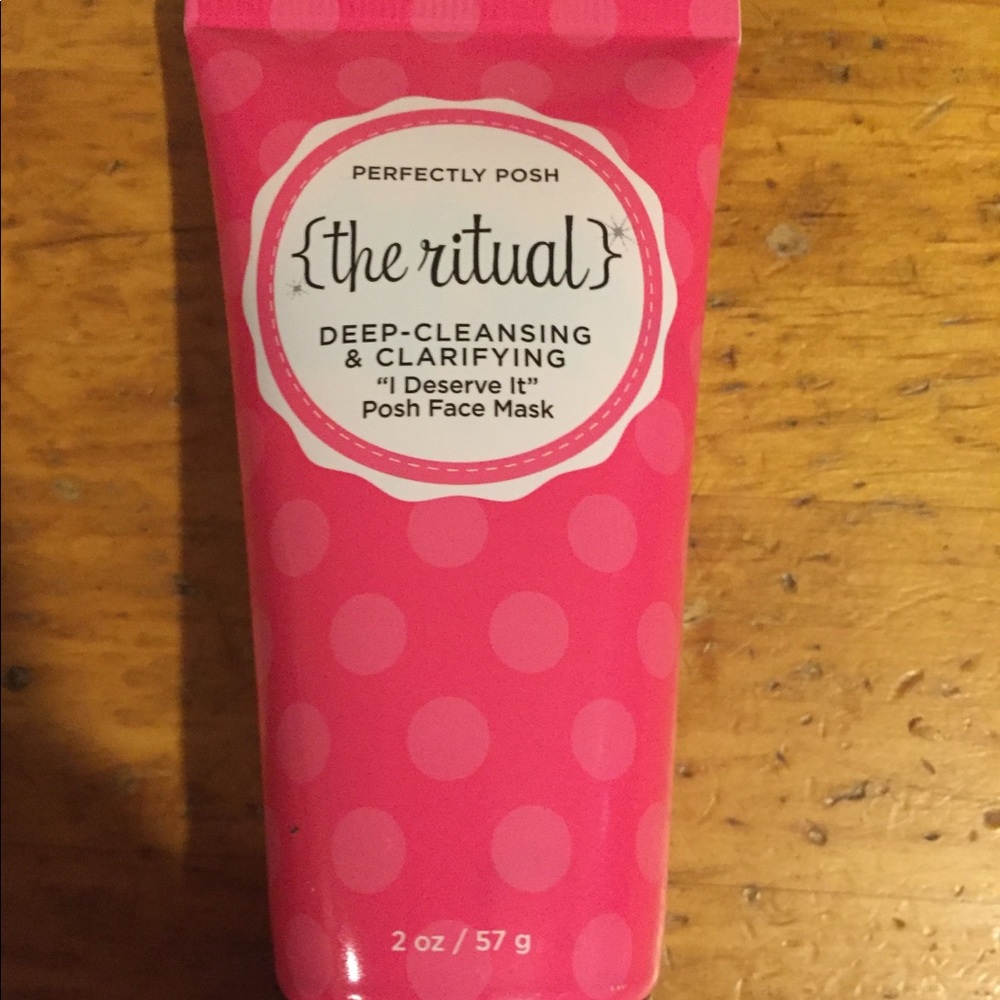 PERFECTLY POSH
{the ritual}
DEEP-CLEANSING
& CLARIFYING
“I Deserve It”
Posh Face Mask
2 oz / 57 g